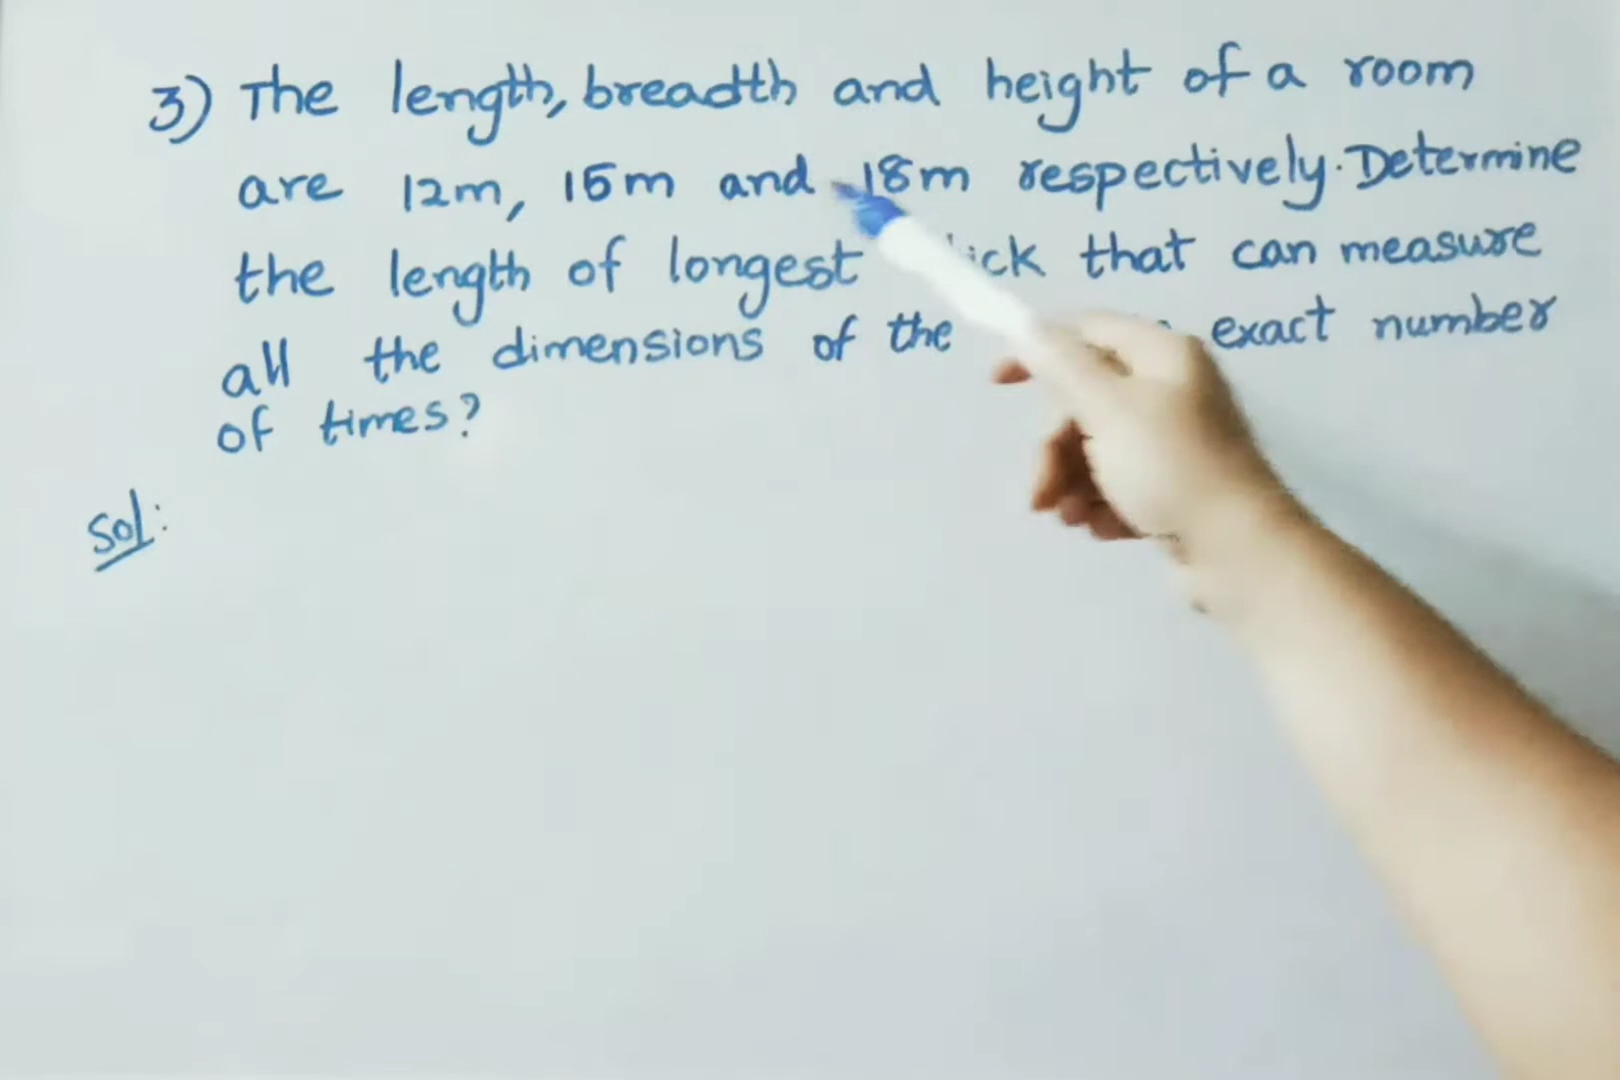 3) The length, breadth and height of a room
are 12m, 15m and 18m respectively. Determine
the length of longest that can measure
all the dimensions of the exact number
of times?
Sol: